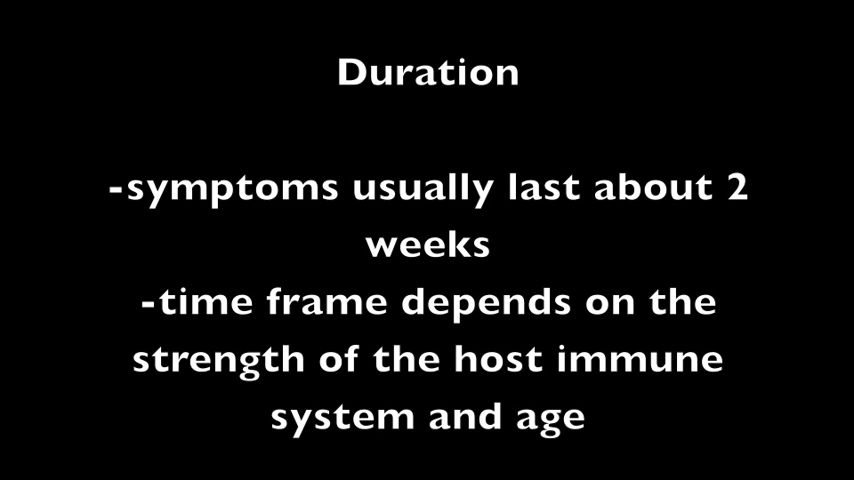 Duration
-symptoms usually last about 2
weeks
-time frame depends on the
strength of the host immune
system and age